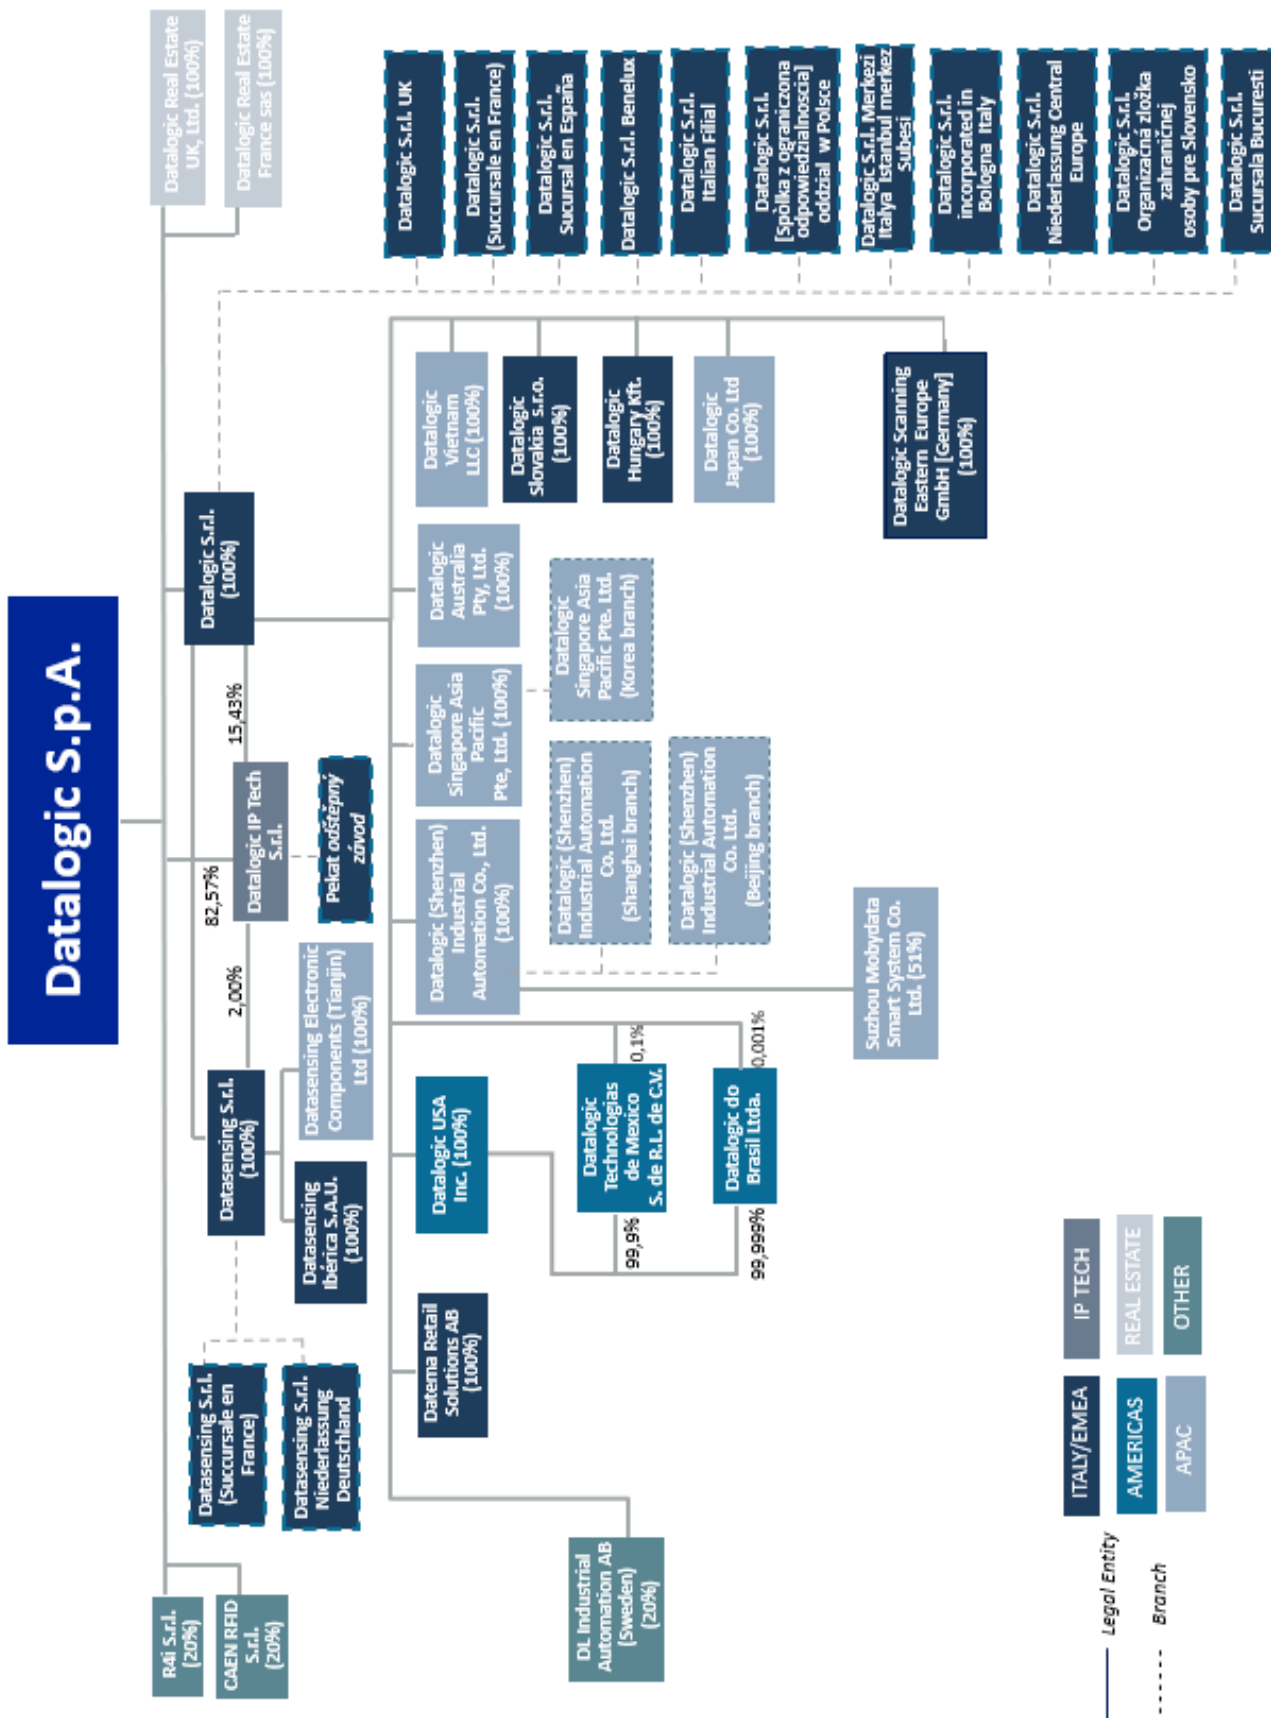 Datalogic S.p.A.
R4i S.r.l.
(20%)
CAEN RFID
S.r.l.
(20%)
Datalogic Real Estate
UK, Ltd. (100%)
Datalogic Real Estate
France sas (100%)
Datalogic S.r.l.
(100%)
82,57%
15,43%
2,00%
Datalogic IP Tech
S.r.l.
Pekat odštěpný
závod
Datasensing S.r.l.
(100%)
Datasensing S.r.l.
(Succursale en
France)
Datasensing S.r.l.
Niederlassung
Deutschland
Datasensing
Ibérica S.A.U.
(100%)
Datasensing Electronic
Components (Tianjin)
Ltd (100%)
DL Industrial
Automation AB
(Sweden)
(20%)
Datema Retail
Solutions AB
(100%)
Datalogic USA
Inc. (100%)
99,9%
Datalogic
Technologias
de Mexico
S. de R.L. de C.V.
0,1%
99,999%
Datalogic do
Brasil Ltda.
0,001%
Datalogic (Shenzhen)
Industrial
Automation Co., Ltd.
(100%)
Datalogic (Shenzhen)
Industrial Automation
Co. Ltd.
(Shanghai branch)
Datalogic (Shenzhen)
Industrial Automation
Co. Ltd.
(Beijing branch)
Suzhou Mobydata
Smart System Co.
Ltd. (51%)
Datalogic
Singapore Asia
Pacific
Pte, Ltd. (100%)
Datalogic
Singapore Asia
Pacific Pte. Ltd.
(Korea branch)
Datalogic
Australia
Pty, Ltd.
(100%)
Datalogic
Vietnam
LLC (100%)
Datalogic
Slovakia s.r.o.
(100%)
Datalogic
Hungary Kft.
(100%)
Datalogic
Japan Co. Ltd
(100%)
Datalogic Scanning
Eastern Europe
GmbH [Germany]
(100%)
Datalogic S.r.l. UK
Datalogic S.r.l.
(Succursale en France)
Datalogic S.r.l.
Sucursal en España
Datalogic S.r.l. Benelux
Datalogic S.r.l.
Italian Filial
Datalogic S.r.l.
[Spòlka z ograniczona
odpowiedzialnoscia]
oddzial w Polsce
Datalogic S.r.l. Merkezi
Italya Istanbul merkez
Subesi
Datalogic S.r.l.
incorporated in
Bologna Italy
Datalogic S.r.l.
Niederlassung Central
Europe
Datalogic S.r.l.
Organizacná zložka
zahraničnej
osoby pre Slovensko
Datalogic S.r.l.
Sucursala Bucuresti
Legal Entity
Branch
ITALY/EMEA
IP TECH
AMERICAS
REAL ESTATE
APAC
OTHER